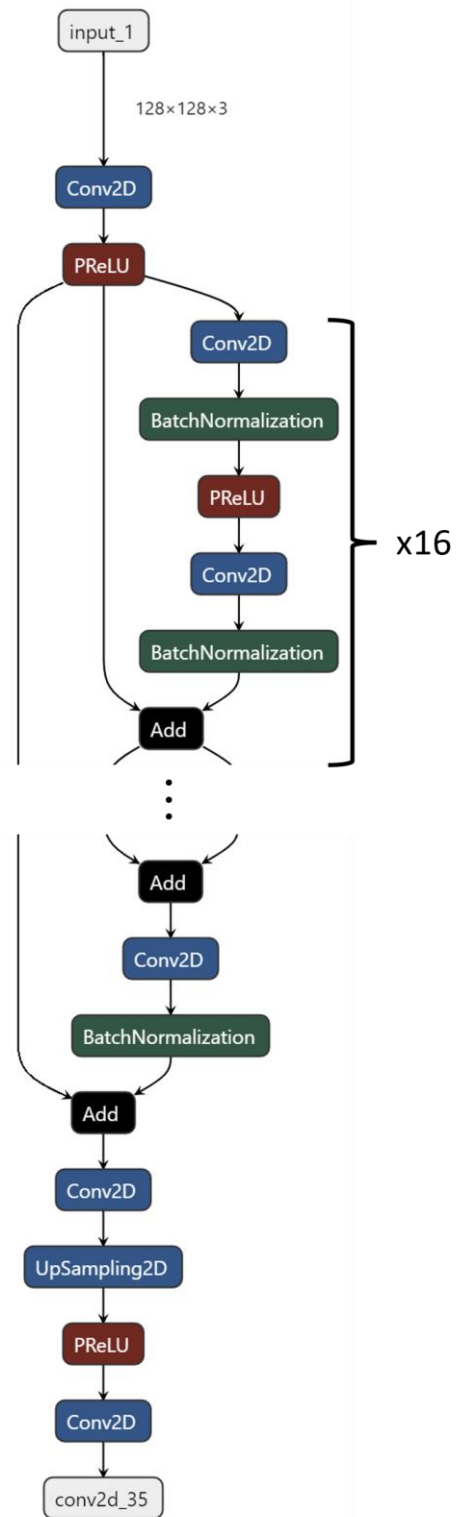 input_1
128×128×3
Conv2D
PReLU
Conv2D
BatchNormalization
PReLU
Conv2D
x16
BatchNormalization
Add
Add
Conv2D
BatchNormalization
Add
Conv2D
UpSampling2D
PReLU
Conv2D
conv2d_35